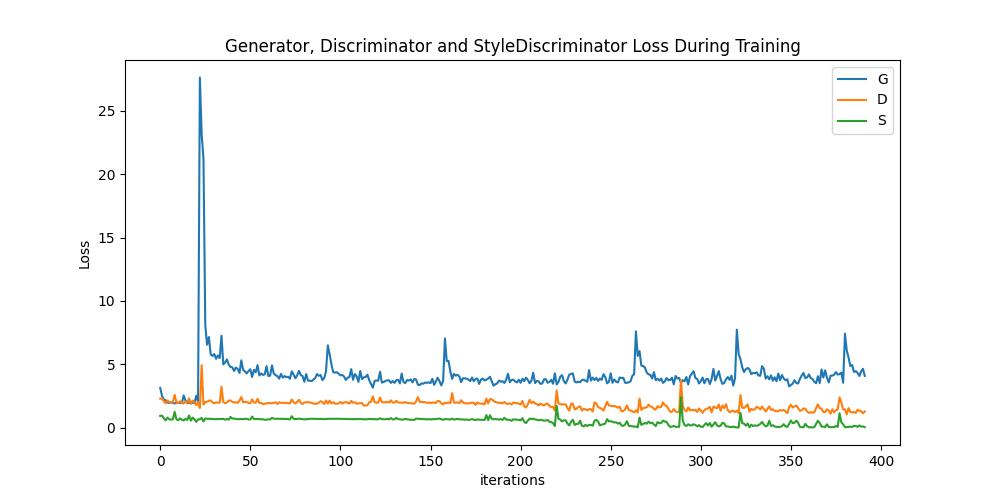 Generator, Discriminator and StyleDiscriminator Loss During Training
G
D
S
Loss
25
20
15
10
5
0
0 50 100 150 200 250 300 350 400
iterations